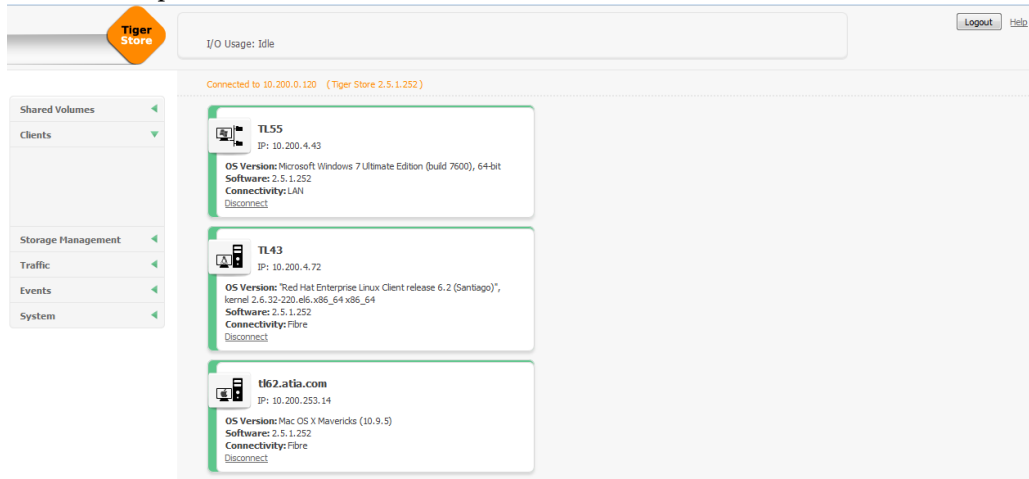 Tiger
Store
I/O Usage: Idle
Logout Help
Connected to 10.200.0.120 (Tiger Store 2.5.1.252)
Shared Volumes
Clients
Storage Management
Traffic
Events
System
TL55
IP: 10.200.4.43
OS Version: Microsoft Windows 7 Ultimate Edition (build 7600), 64-bit
Software: 2.5.1.252
Connectivity: LAN
Disconnect
TL43
IP: 10.200.4.72
OS Version: "Red Hat Enterprise Linux Client release 6.2 (Santiago)",
kernel 2.6.32-220.el6.x86_64 x86_64
Software: 2.5.1.252
Connectivity: Fibre
Disconnect
tl62.atia.com
IP: 10.200.253.14
OS Version: Mac OS X Mavericks (10.9.5)
Software: 2.5.1.252
Connectivity: Fibre
Disconnect